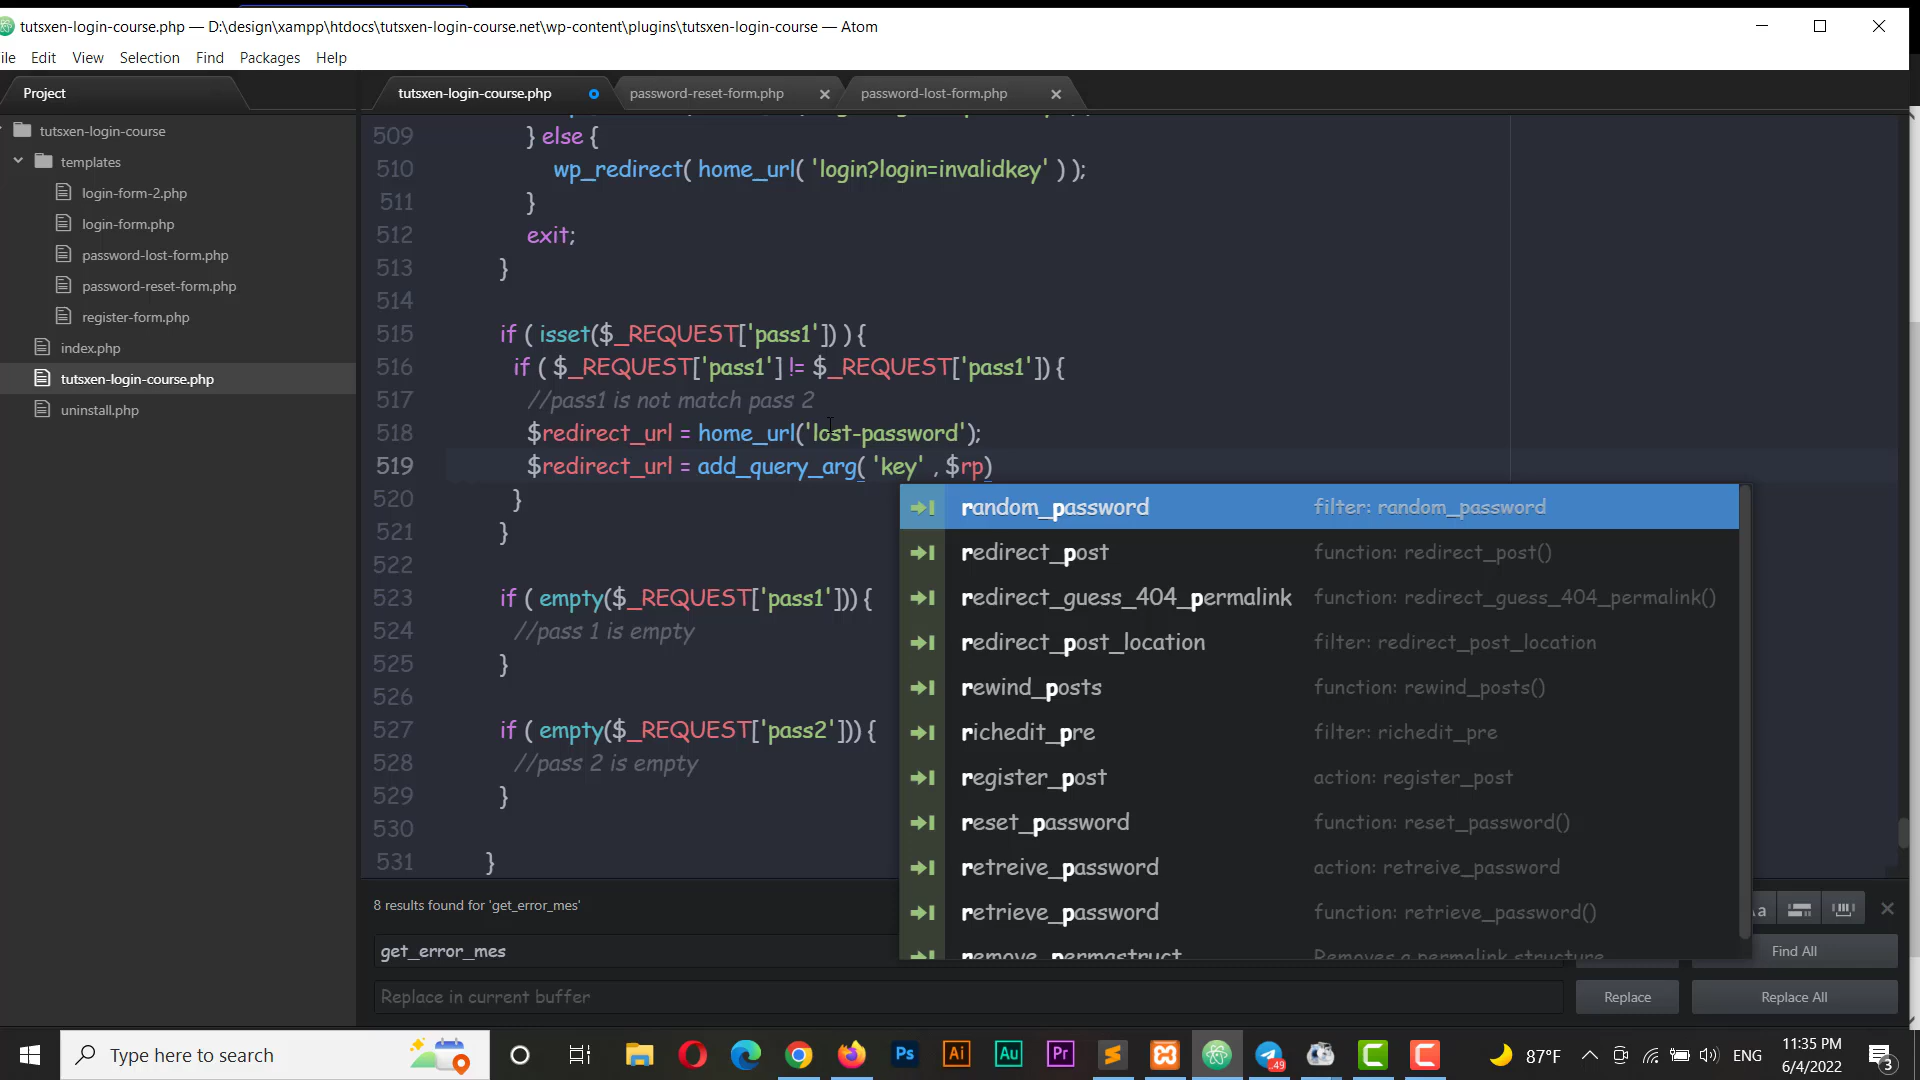 tutsxen-login-course.php — D:\design\xampp\htdocs\tutsxen-login-course.net\wp-content\plugins\tutsxen-login-course — Atom
ile Edit View Selection Find Packages Help
Project
tutsxen-login-course.php password-reset-form.php password-lost-form.php
tutsxen-login-course
templates
login-form-2.php
login-form.php
password-lost-form.php
password-reset-form.php
register-form.php
index.php
tutsxen-login-course.php
uninstall.php
509 } else {
510 wp_redirect( home_url( 'login?login=invalidkey' ) );
511 }
512 exit;
513 }
514
515 if ( isset($_REQUEST['pass1']) ) {
516 if ( $_REQUEST['pass1'] != $_REQUEST['pass1']) {
517 //pass1 is not match pass 2
518 $redirect_url = home_url('lost-password');
519 $redirect_url = add_query_arg( 'key' , $rp)
520 }
521 }
522
523 if ( empty($_REQUEST['pass1'])) {
524 //pass 1 is empty
525 }
526
527 if ( empty($_REQUEST['pass2'])) {
528 //pass 2 is empty
529 }
530
531 }
random_password filter: random_password
redirect_post function: redirect_post()
redirect_guess_404_permalink function: redirect_guess_404_permalink()
redirect_post_location filter: redirect_post_location
rewind_posts function: rewind_posts()
richedit_pre filter: richedit_pre
register_post action: register_post
reset_password function: reset_password()
retreive_password action: retreive_password
retrieve_password function: retrieve_password()
remove_permastruct Removes a permalink structure
8 results found for 'get_error_mes'
get_error_mes
Find All
Replace in current buffer
Replace
Replace All
Type here to search
Ps Ai Au Pr
.49
87°F
ENG
11:35 PM
6/4/2022
3